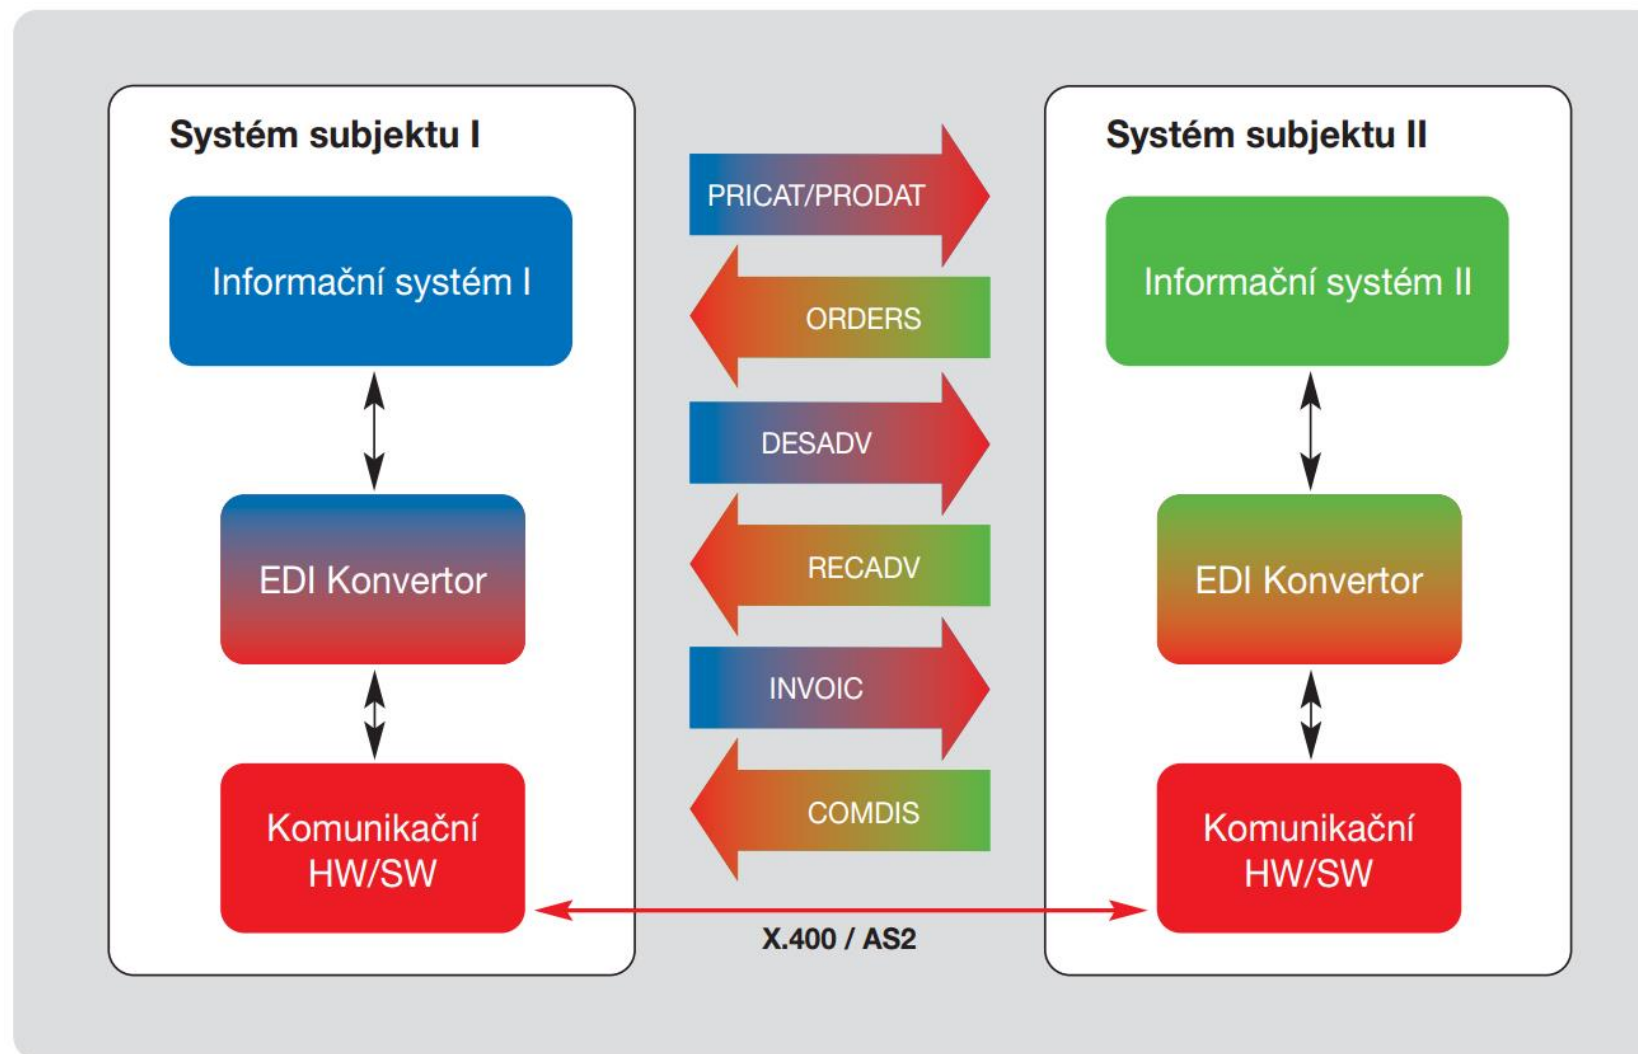 Systém subjektu I
Informační systém I
EDI Konvertor
Komunikační
HW/SW
PRICAT/PRODAT
ORDERS
DESADV
RECADV
INVOIC
COMDIS
X.400 / AS2
Systém subjektu II
Informační systém II
EDI Konvertor
Komunikační
HW/SW